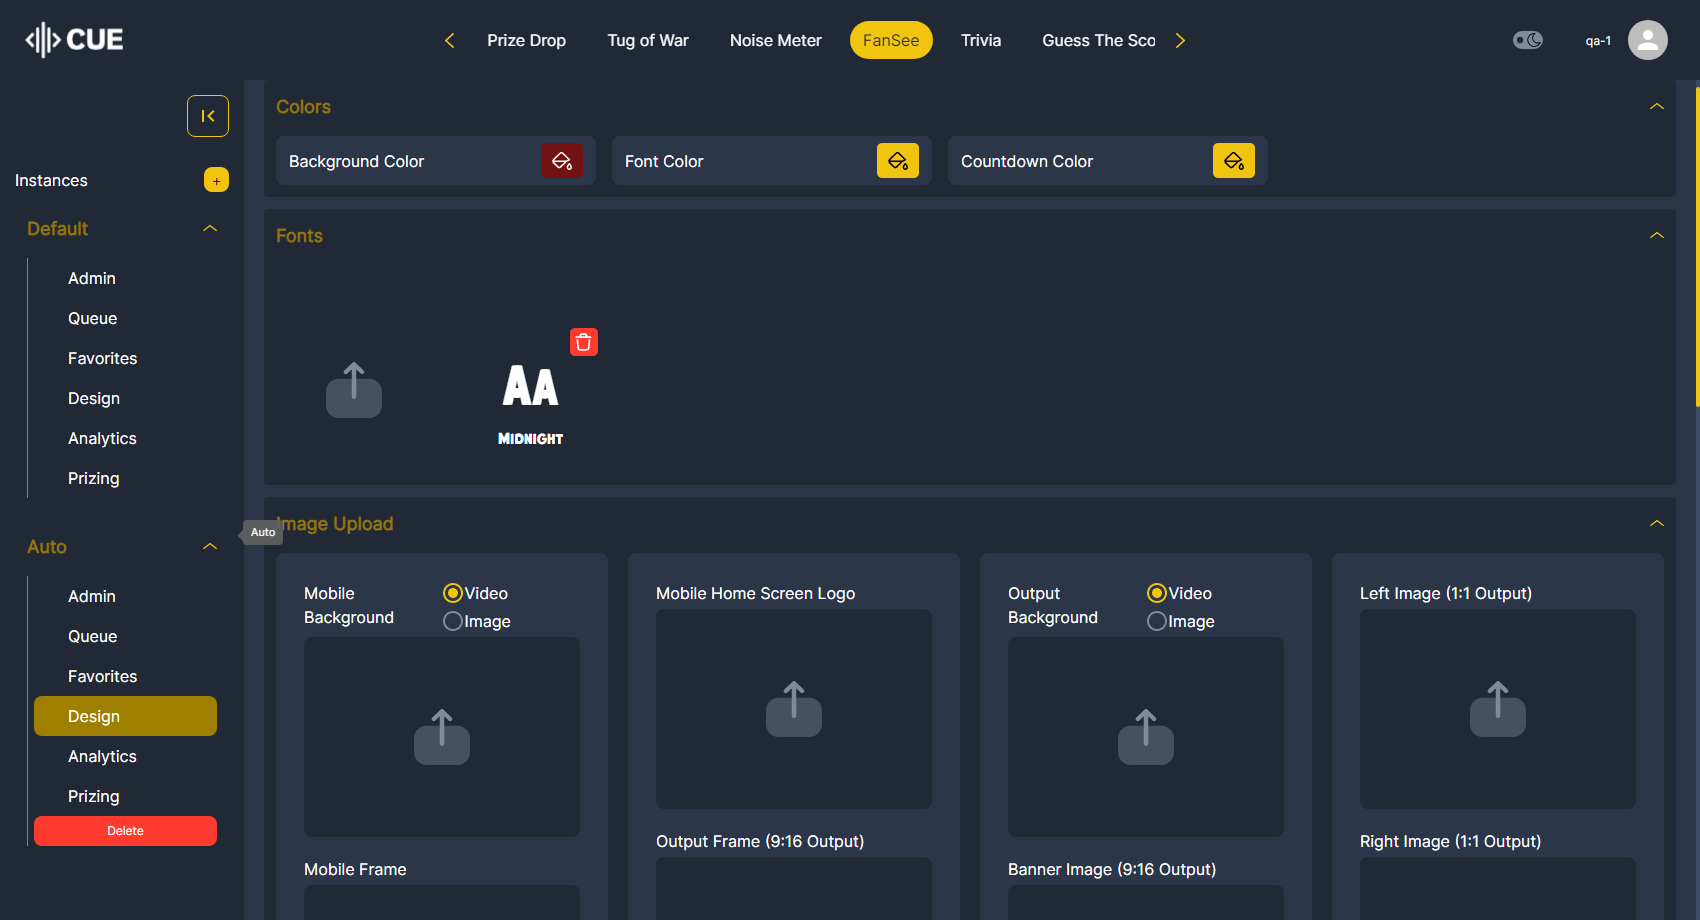 CUE
Prize Drop
Tug of War
Noise Meter
FanSee
Trivia
Guess The Sco
qa-1
Instances
+
Default
Admin
Queue
Favorites
Design
Analytics
Prizing
Auto
Auto
Admin
Queue
Favorites
Design
Analytics
Prizing
Delete
Colors
Background Color
Font Color
Countdown Color
Fonts
AA
MIDNIGHT
Image Upload
Mobile
Background
Video
Image
Mobile Home Screen Logo
Output
Background
Video
Image
Left Image (1:1 Output)
Mobile Frame
Output Frame (9:16 Output)
Banner Image (9:16 Output)
Right Image (1:1 Output)